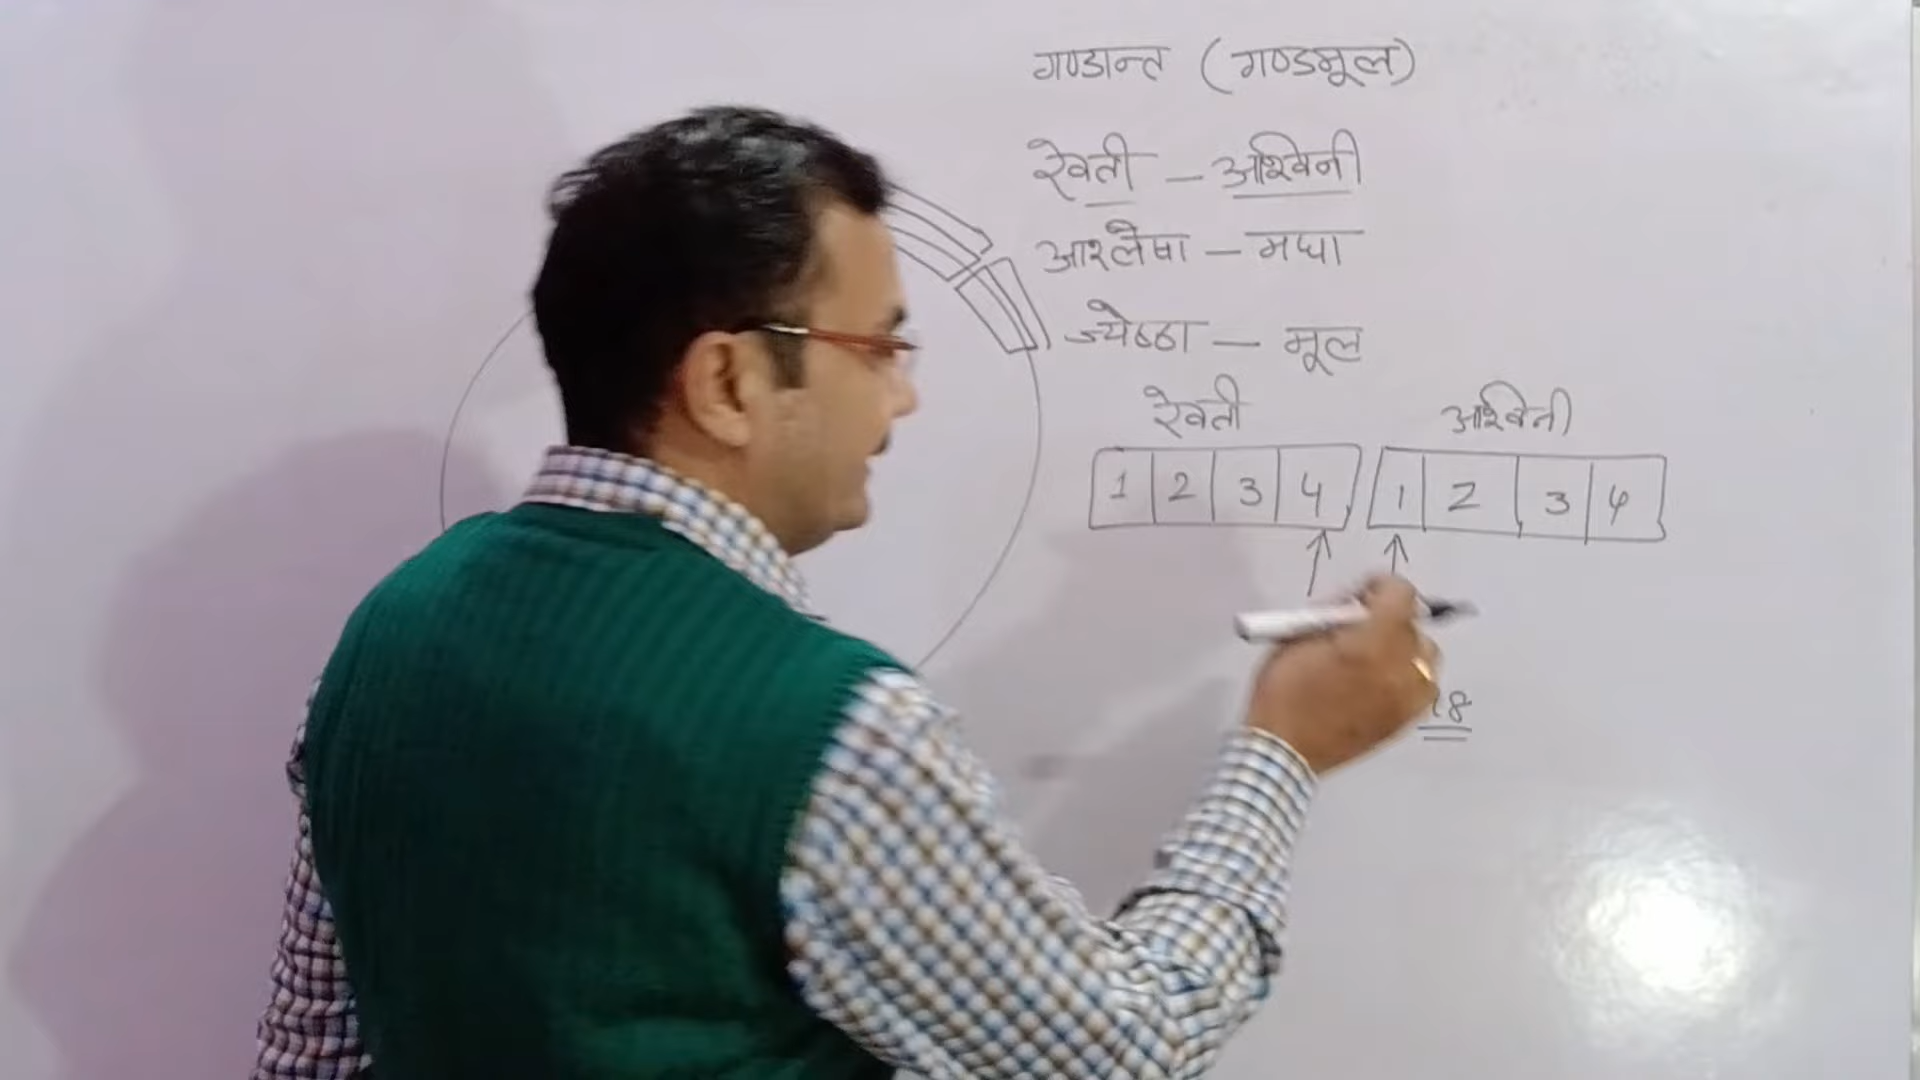 गण्डान्त (गण्डमूल)
रेवती – अश्विनी
आश्लेषा – मघा
ज्येष्ठा – मूल
रेवती अश्विनी
1 2 3 4 1 2 3 4